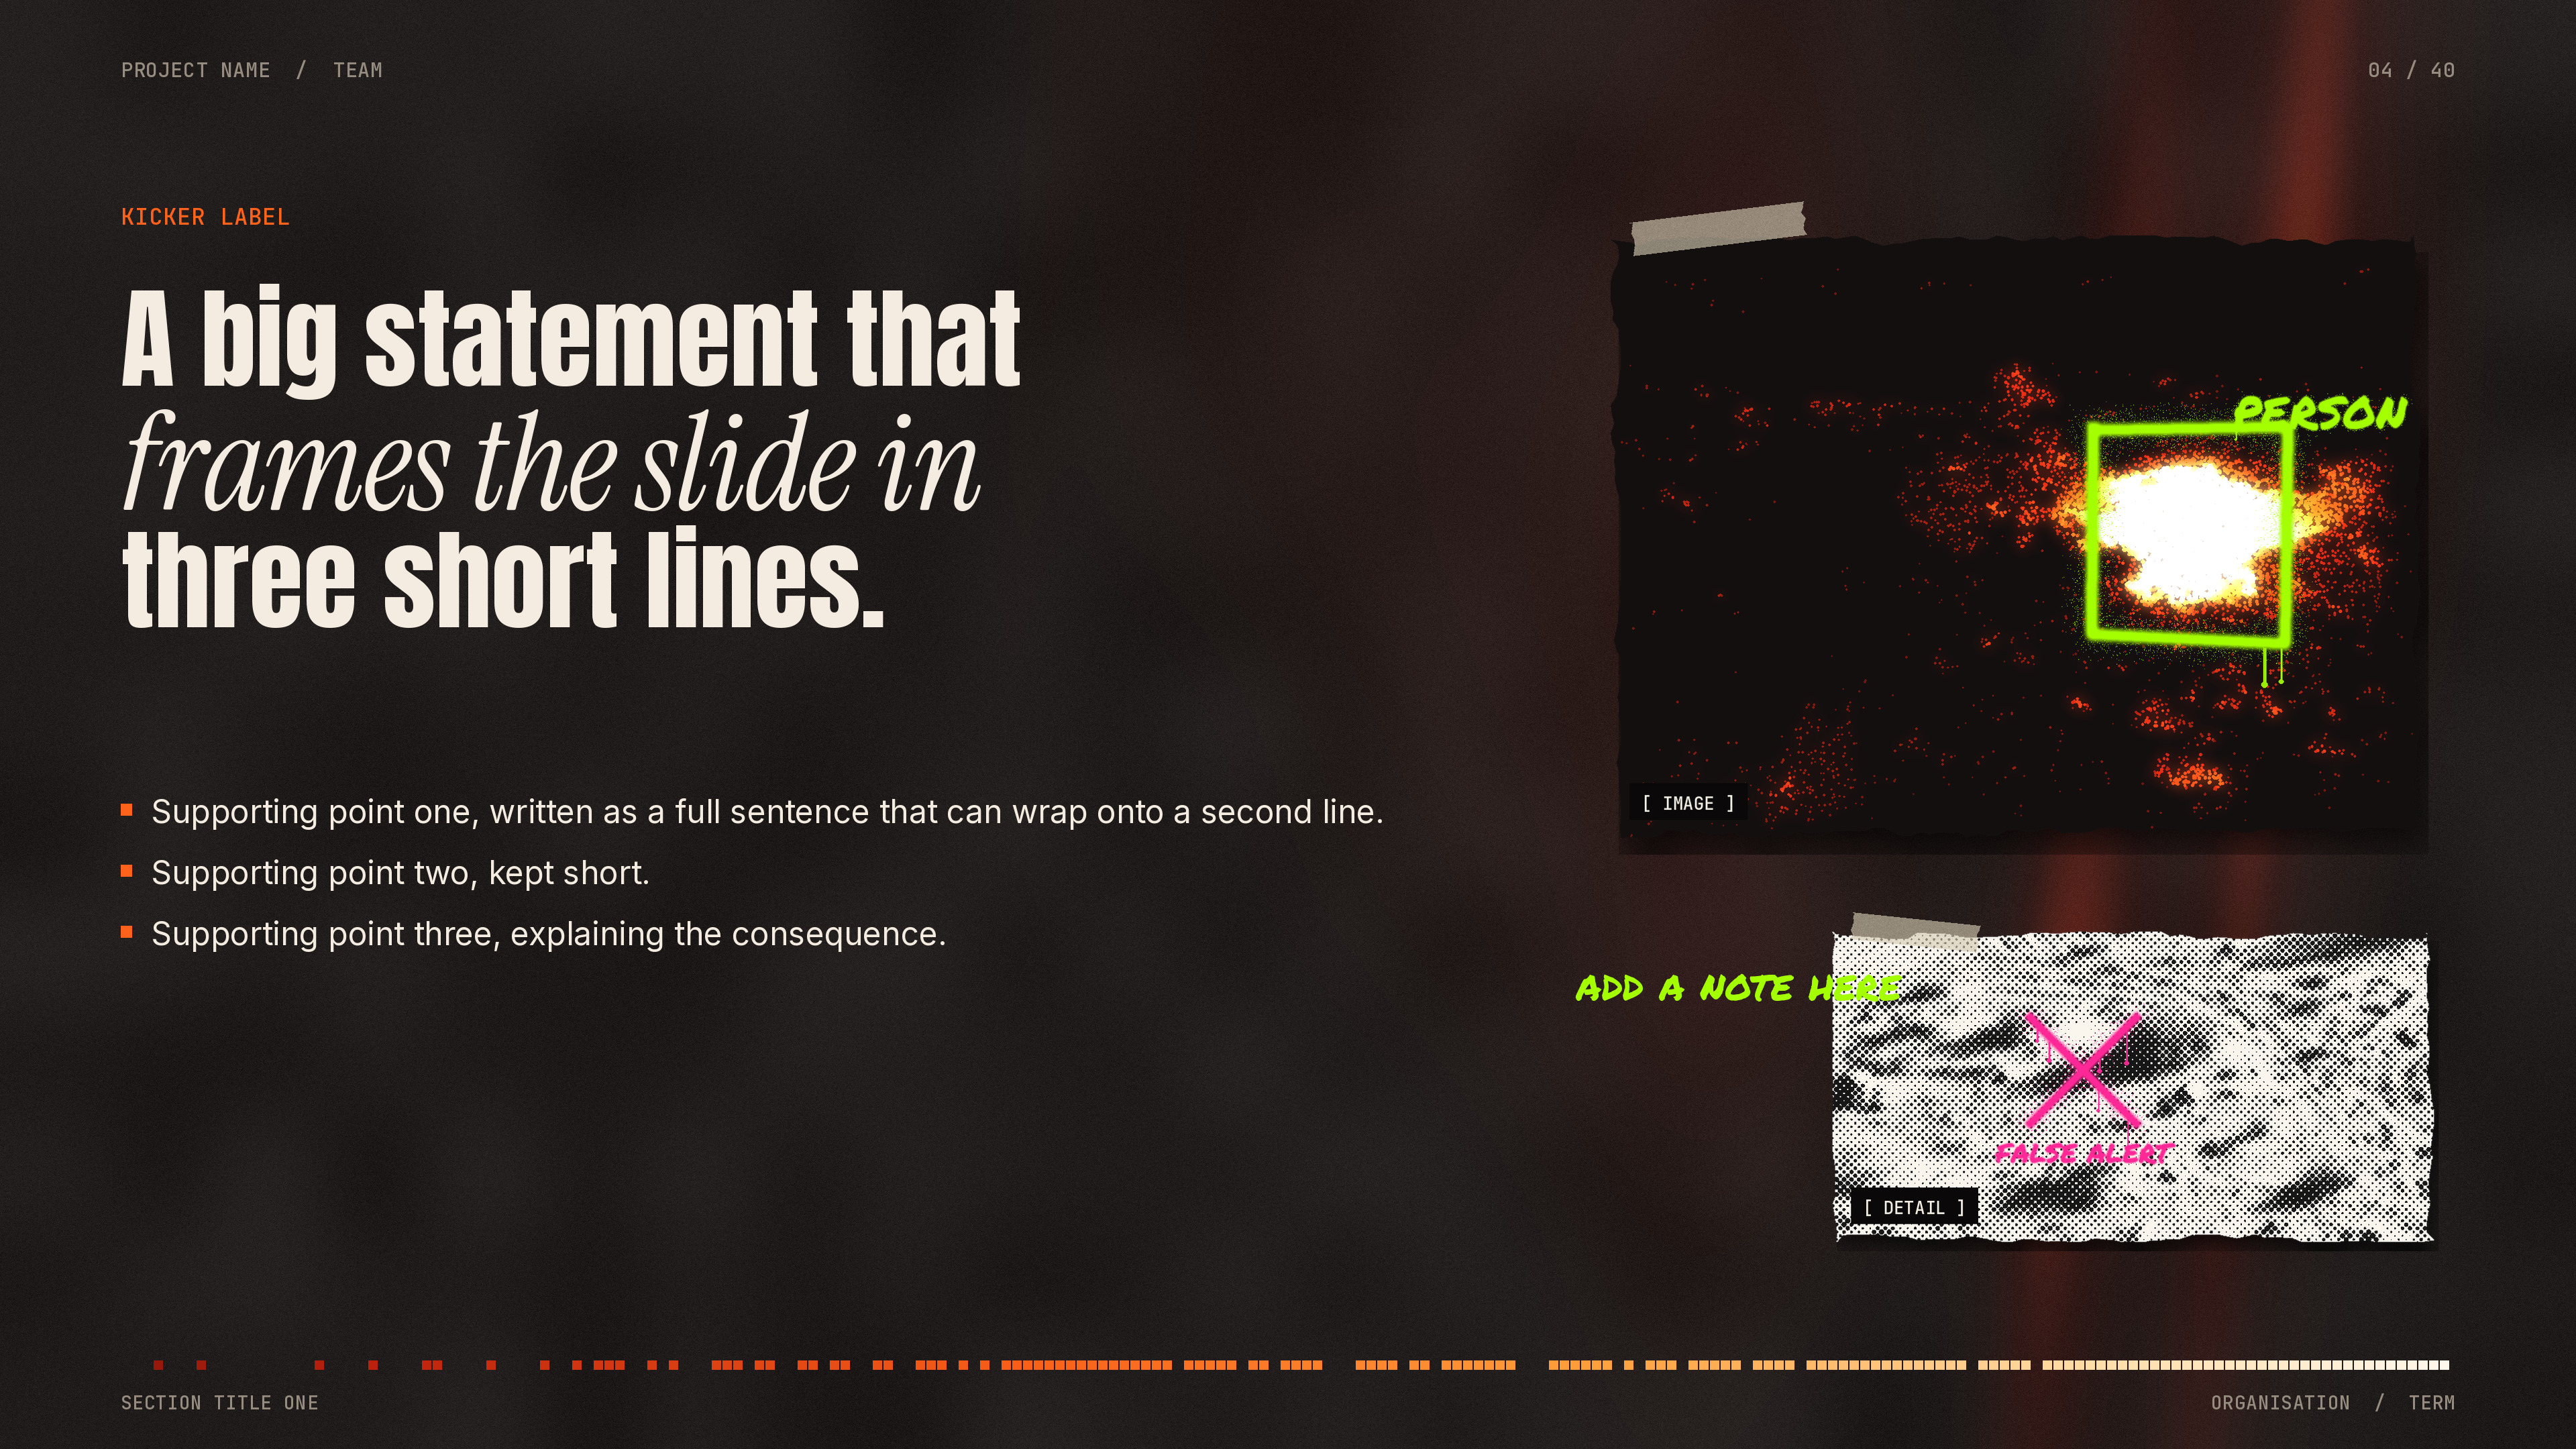 PROJECT NAME / TEAM
04 / 40
KICKER LABEL
A big statement that
frames the slide in
three short lines.
Supporting point one, written as a full sentence that can wrap onto a second line.
Supporting point two, kept short.
Supporting point three, explaining the consequence.
PERSON
[ IMAGE ]
ADD A NOTE HERE
FALSE ALERT
[ DETAIL ]
SECTION TITLE ONE
ORGANISATION / TERM